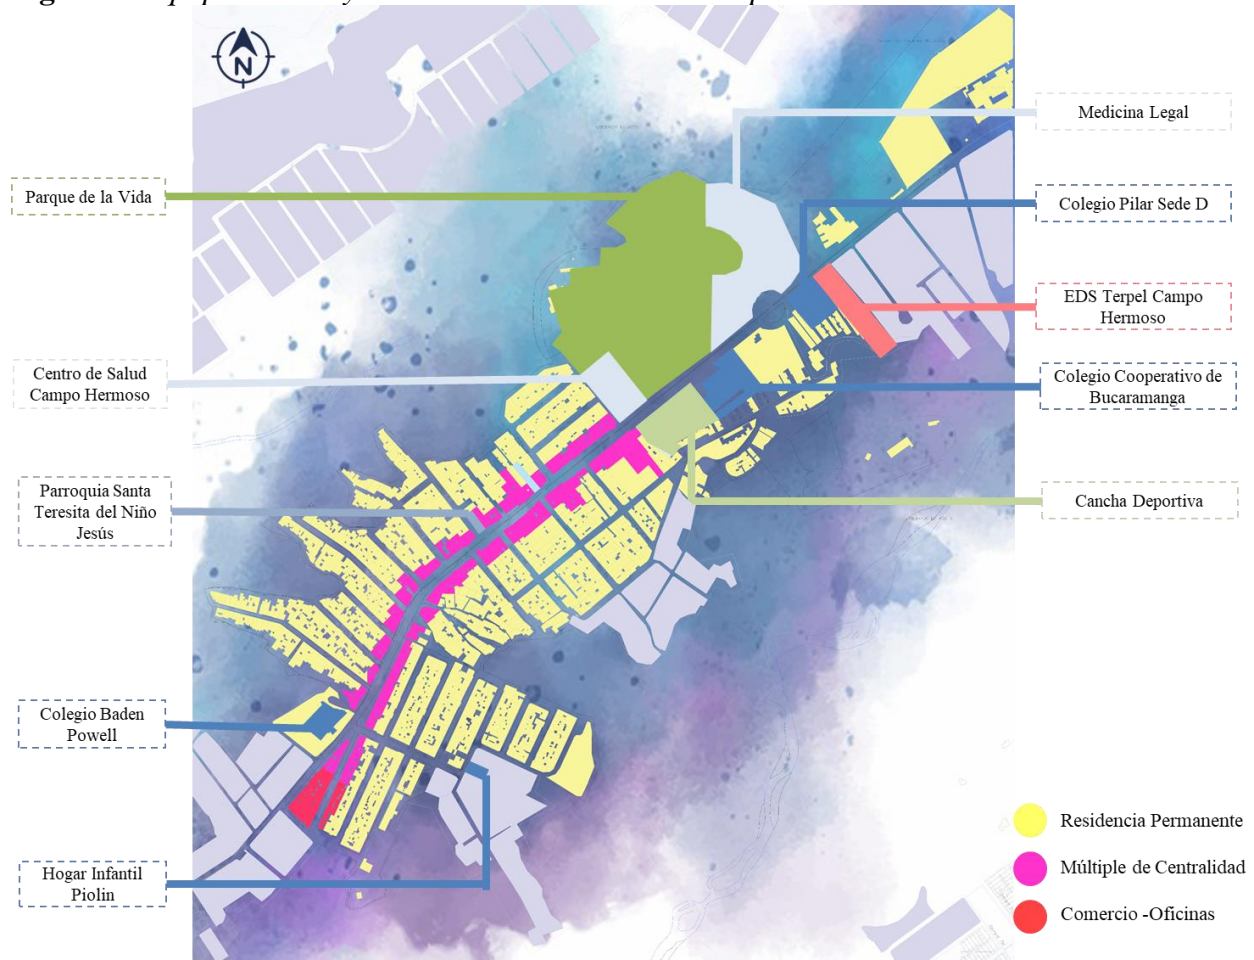 N
Medicina Legal
Parque de la Vida
Colegio Pilar Sede D
EDS Terpel Campo
Hermoso
Centro de Salud
Campo Hermoso
Colegio Cooperativo de
Bucaramanga
Parroquia Santa
Teresita del Niño
Jesús
Cancha Deportiva
Colegio Baden
Powell
Hogar Infantil
Piolin
Residencia Permanente
Múltiple de Centralidad
Comercio -Oficinas